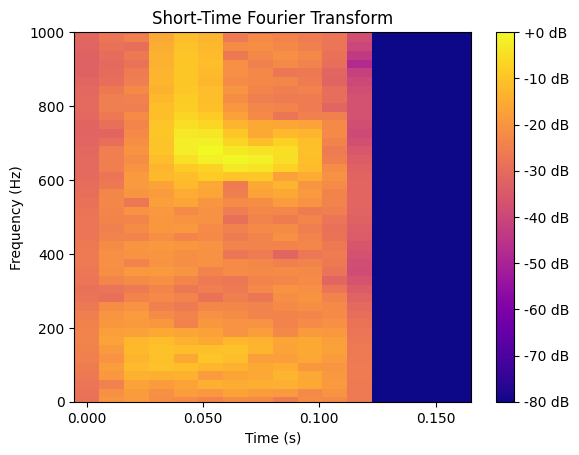 Short-Time Fourier Transform
Frequency (Hz)
1000
800
600
400
200
0
0.000
0.050
0.100
0.150
Time (s)
+0 dB
-10 dB
-20 dB
-30 dB
-40 dB
-50 dB
-60 dB
-70 dB
-80 dB